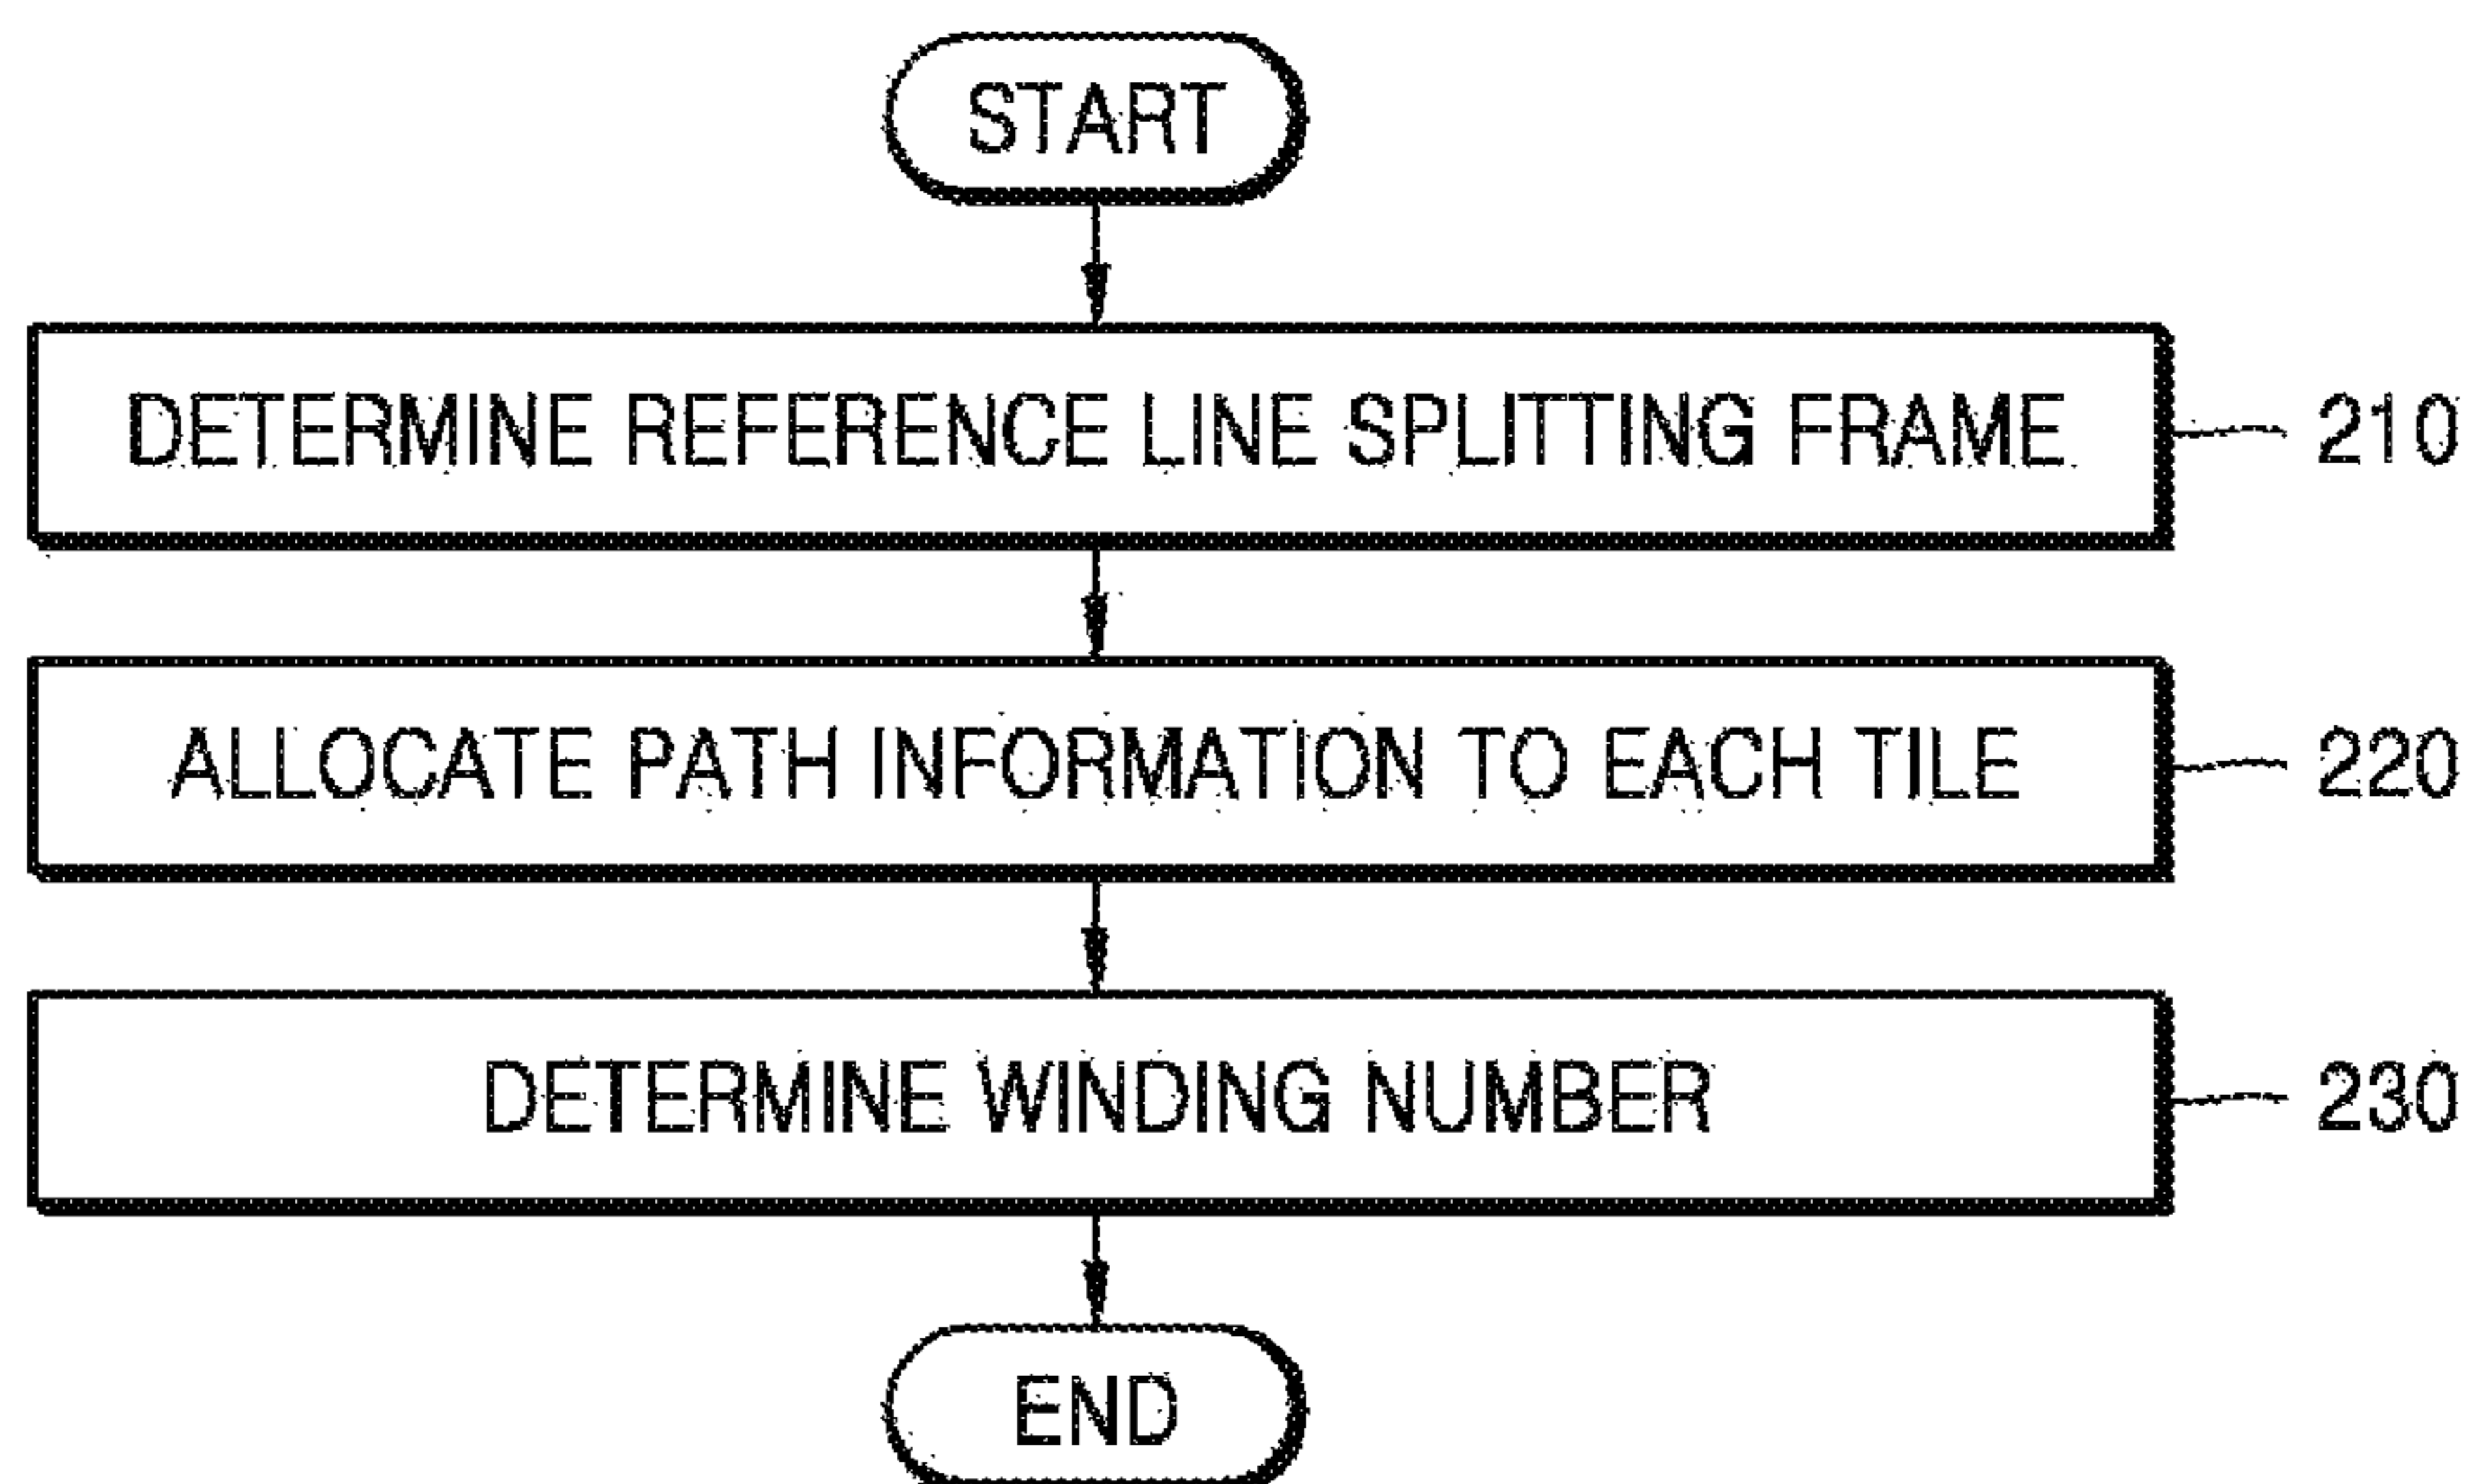 START
DETERMINE REFERENCE LINE SPLITTING FRAME 210
ALLOCATE PATH INFORMATION TO EACH TILE 220
DETERMINE WINDING NUMBER 230
END